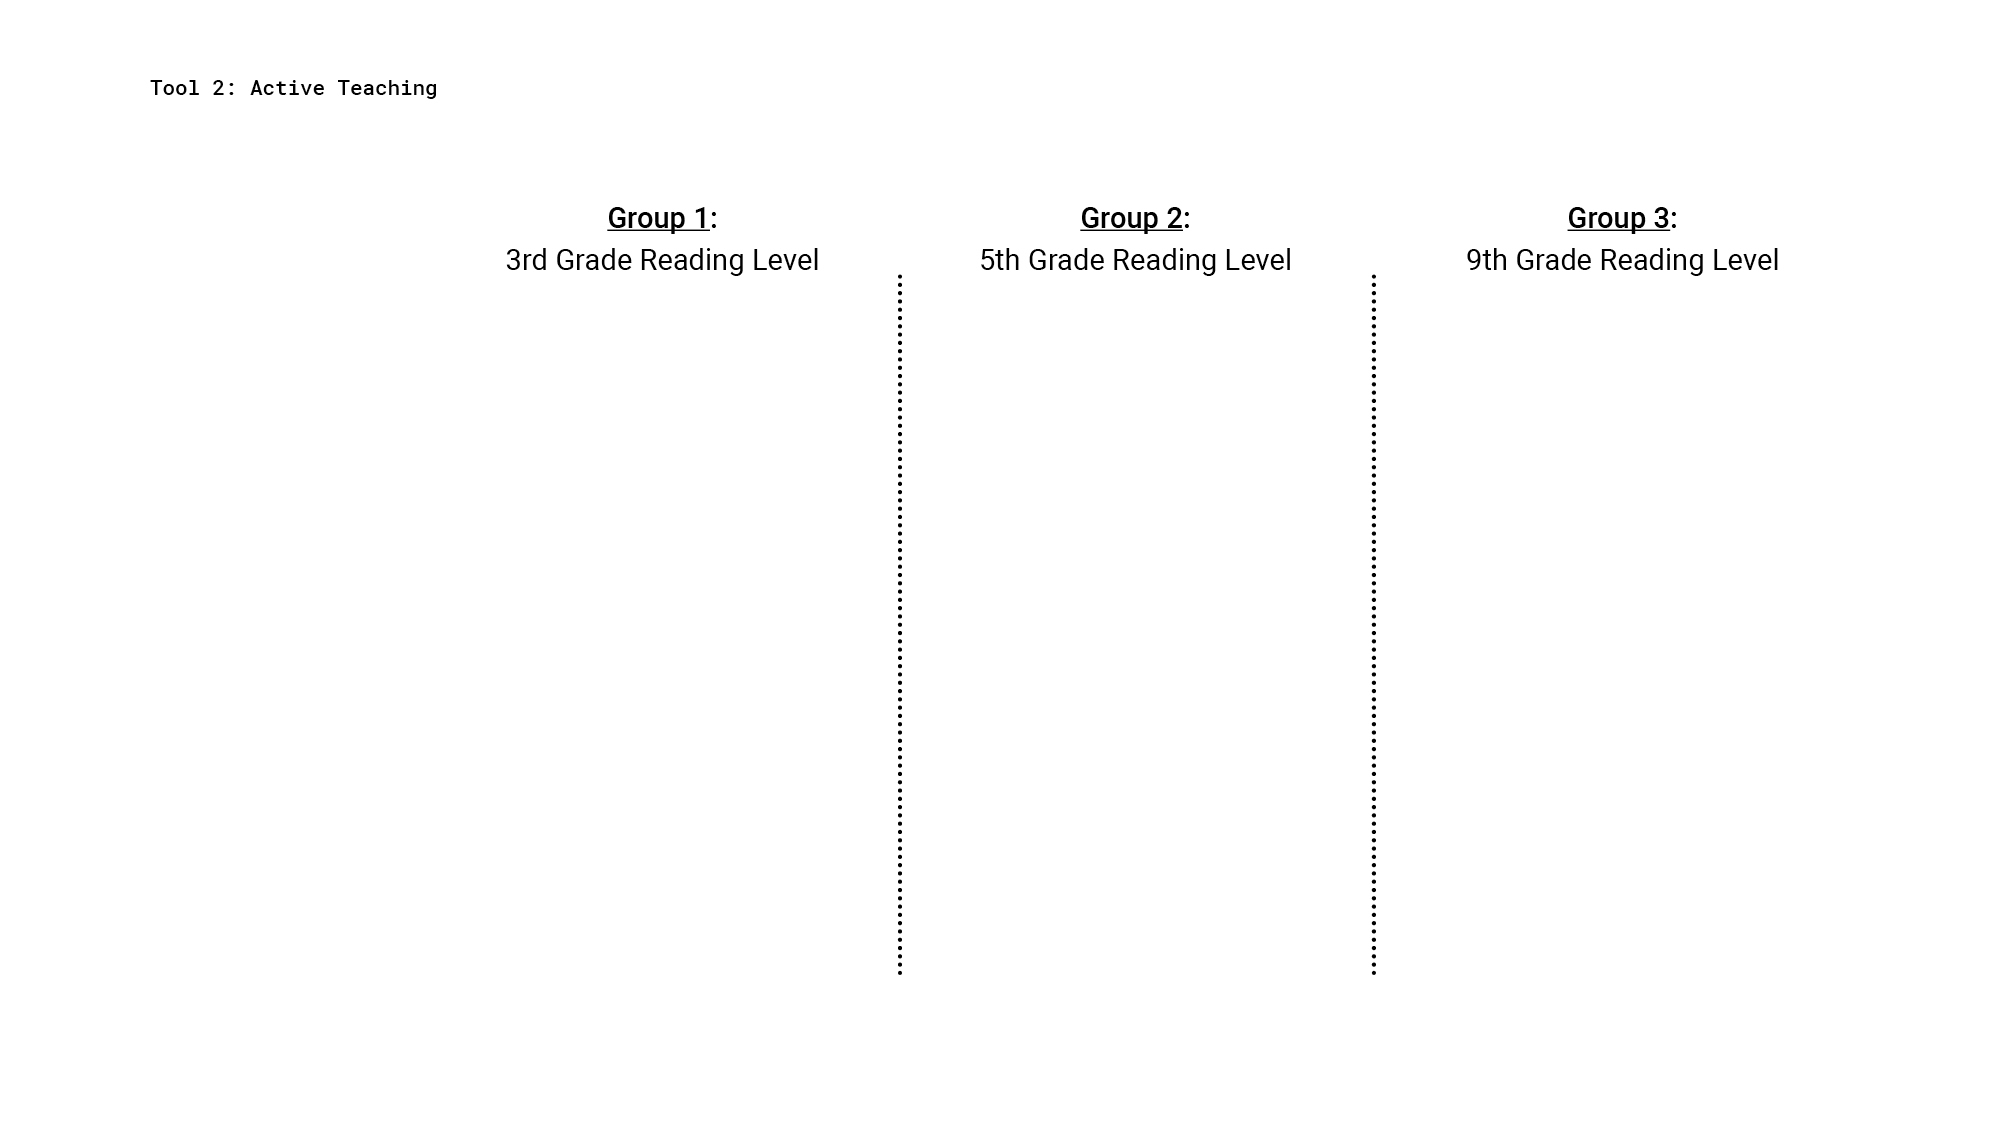 Tool 2: Active Teaching
Group 1:
3rd Grade Reading Level
Group 2:
5th Grade Reading Level
Group 3:
9th Grade Reading Level